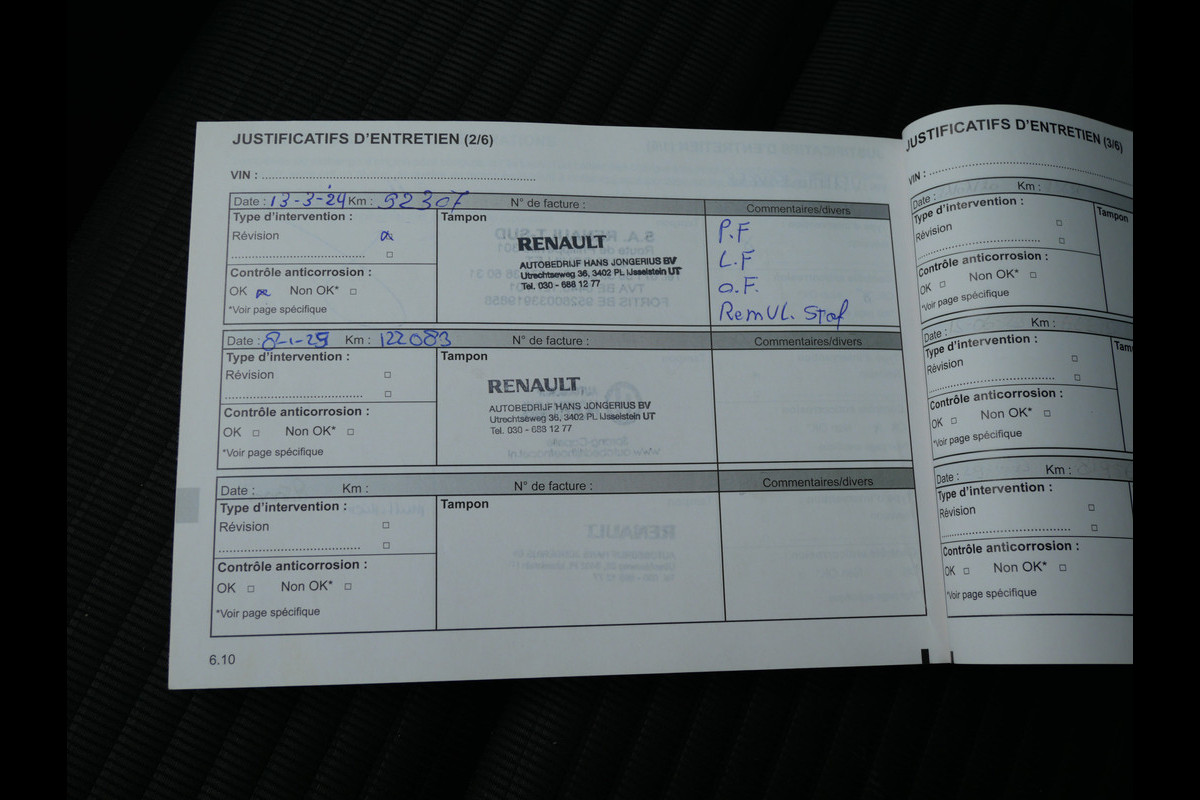 JUSTIFICATIFS D'ENTRETIEN (2/6)
VIN :
Date : 13-3-24 Km : 92307 N° de facture : Commentaires/divers
Type d'intervention :
Révision
Contrôle anticorrosion :
OK Non OK*
*Voir page spécifique
Tampon
RENAULT
AUTOBEDRIJF HANS JONGERIUS BV
Utrechtseweg 36, 3402 PL IJsselstein UT
Tel. 030 - 688 12 77
P.F
L.F
O.F.
RemVL. Stof
Date : 8-1-25 Km : 122083 N° de facture : Commentaires/divers
Type d'intervention :
Révision
Contrôle anticorrosion :
OK Non OK*
*Voir page spécifique
Tampon
RENAULT
AUTOBEDRIJF HANS JONGERIUS BV
Utrechtseweg 36, 3402 PL IJsselstein UT
Tel. 030 - 688 12 77
Date : Km : N° de facture : Commentaires/divers
Type d'intervention :
Révision
Contrôle anticorrosion :
OK Non OK*
*Voir page spécifique
Tampon
6.10
JUSTIFICATIFS D'ENTRETIEN (3/6)
VIN :
Date : Km :
Type d'intervention :
Révision
Contrôle anticorrosion :
OK Non OK*
*Voir page spécifique
Tampon
Date : Km :
Type d'intervention :
Révision
Contrôle anticorrosion :
OK Non OK*
*Voir page spécifique
Tam
Date : Km :
Type d'intervention :
Révision
Contrôle anticorrosion :
OK Non OK*
*Voir page spécifique